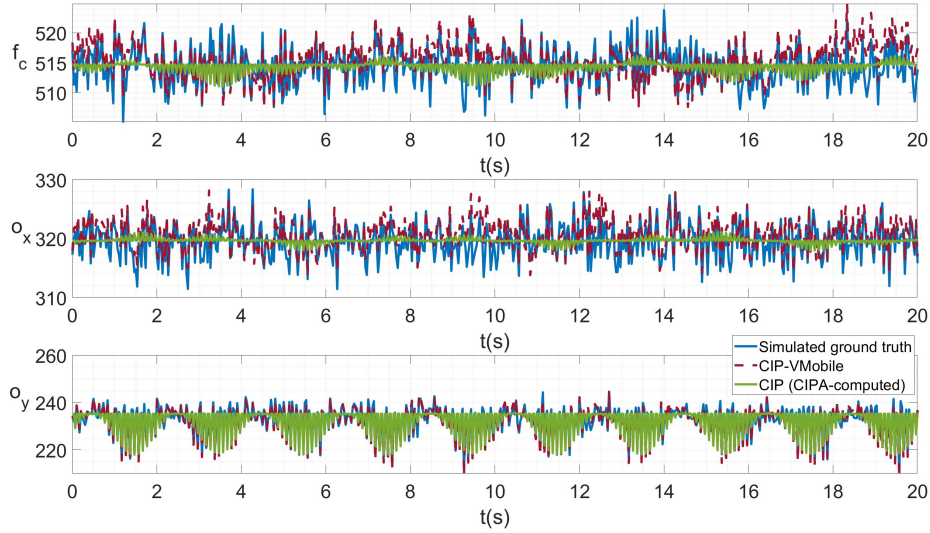 520
f_c
515
510
0 2 4 6 8 10 12 14 16 18 20
t(s)
330
o_x
320
310
0 2 4 6 8 10 12 14 16 18 20
t(s)
Simulated ground truth
CIP-VMobile
CIP (CIPA-computed)
260
o_y
240
220
0 2 4 6 8 10 12 14 16 18 20
t(s)